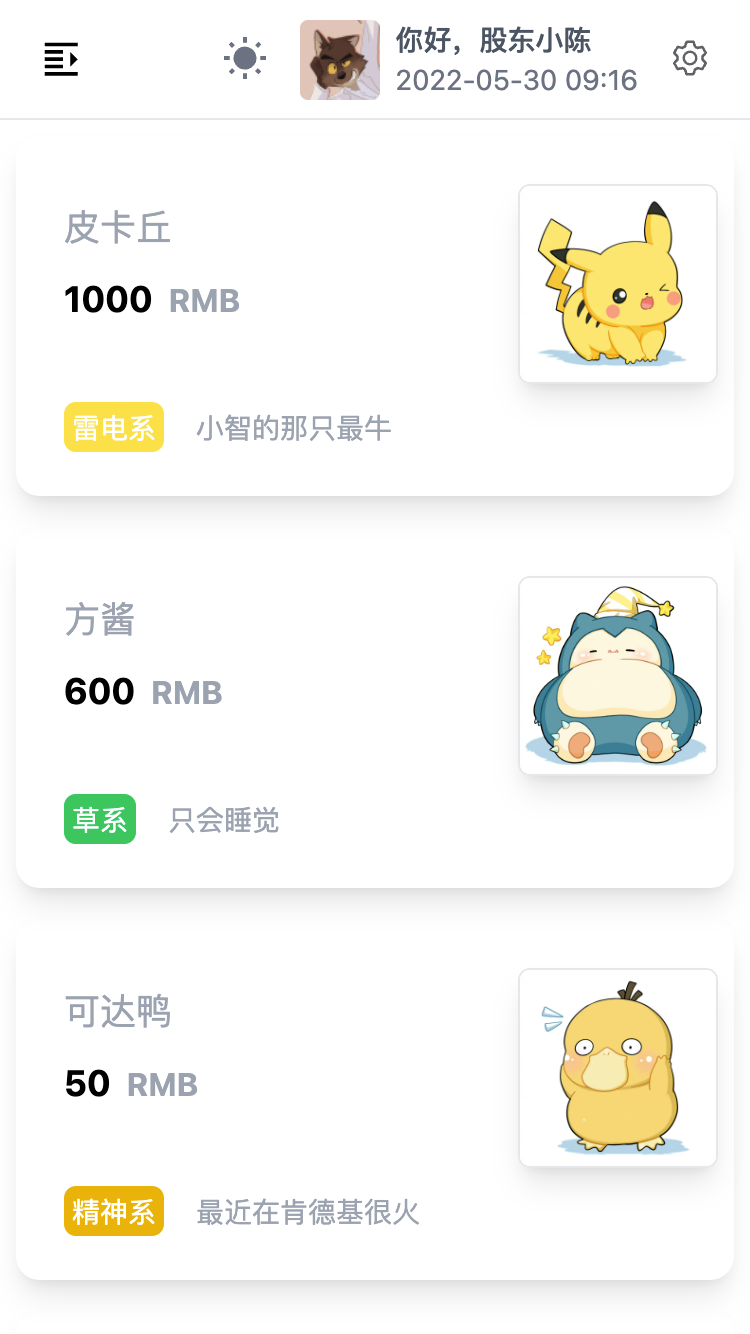 你好，股东小陈
2022-05-30 09:16
皮卡丘
1000 RMB
雷电系 小智的那只最牛
方酱
600 RMB
草系 只会睡觉
可达鸭
50 RMB
精神系 最近在肯德基很火